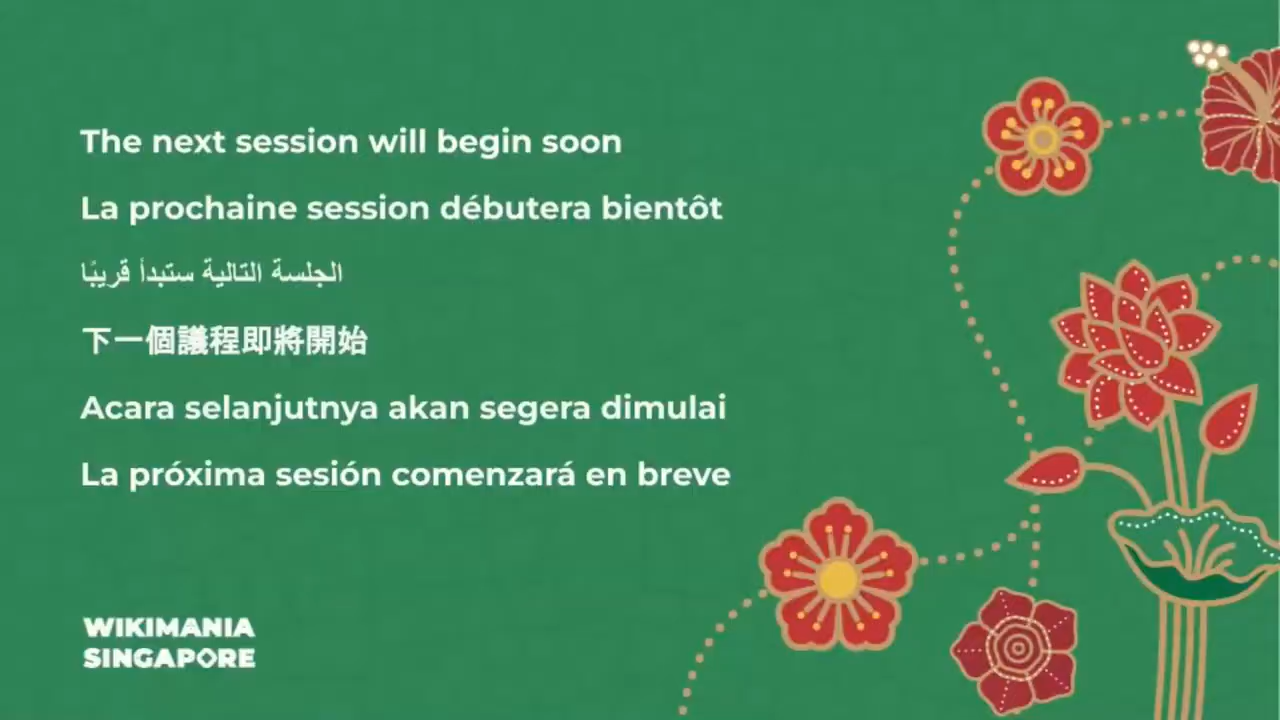 The next session will begin soon
La prochaine session débutera bientôt
الجلسة التالية ستبدأ قريبًا
下一個議程即將開始
Acara selanjutnya akan segera dimulai
La próxima sesión comenzará en breve
WIKIMANIA
SINGAPORE